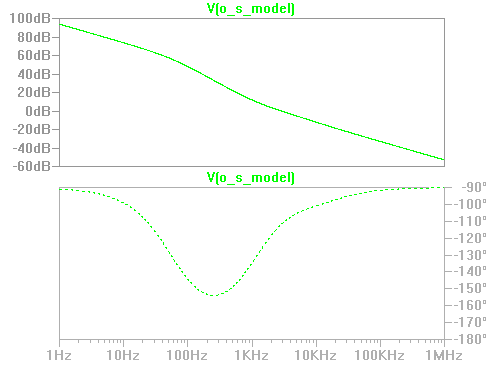 V(o_s_model)
100dB
80dB
60dB
40dB
20dB
0dB
-20dB
-40dB
-60dB
V(o_s_model)
-90°
-100°
-110°
-120°
-130°
-140°
-150°
-160°
-170°
-180°
1Hz 10Hz 100Hz 1KHz 10KHz 100KHz 1MHz